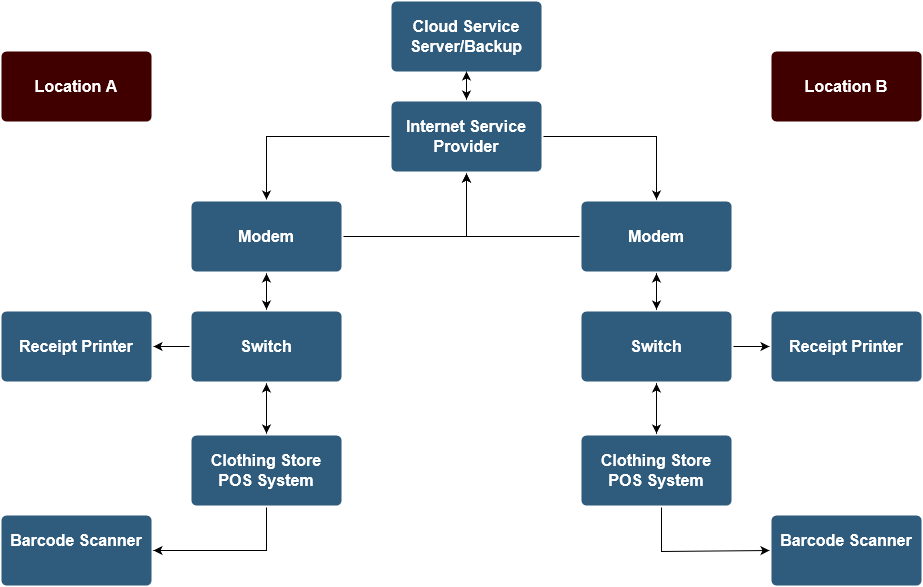 Cloud Service
Server/Backup
Location A
Location B
Internet Service
Provider
Modem
Modem
Receipt Printer
Switch
Switch
Receipt Printer
Clothing Store
POS System
Clothing Store
POS System
Barcode Scanner
Barcode Scanner